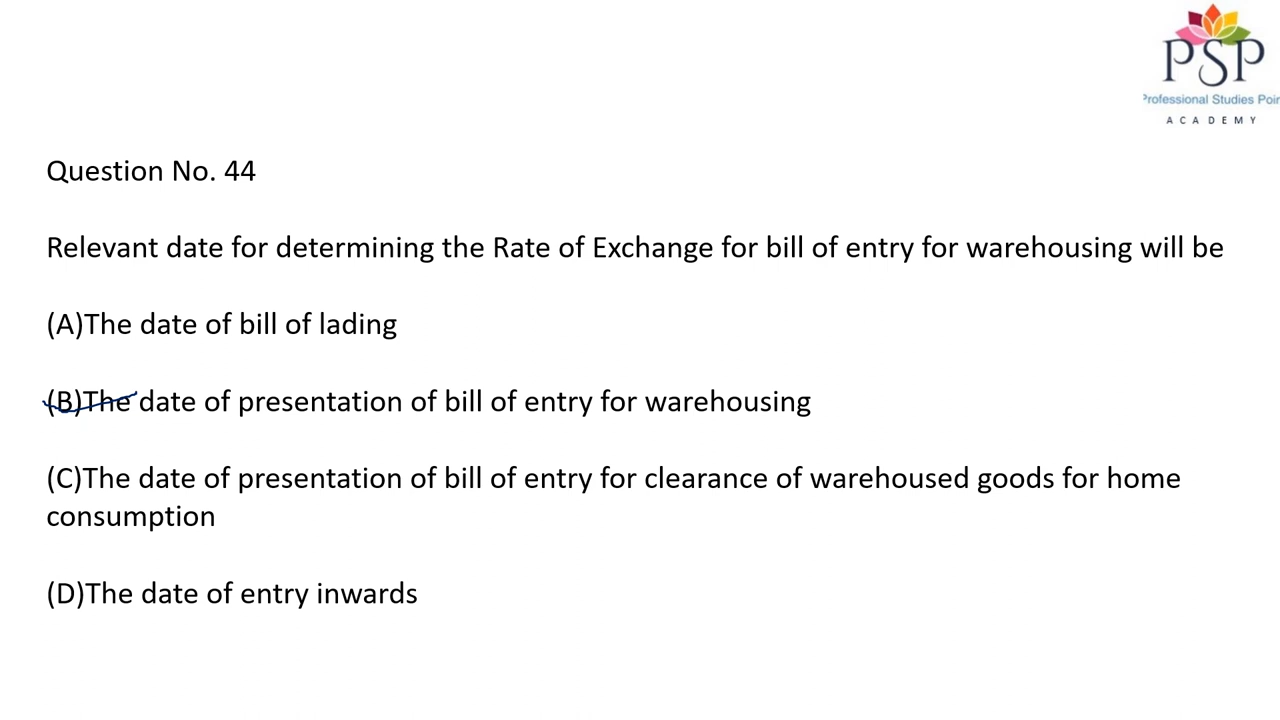 PSP
Professional Studies Poin
ACADEMY
Question No. 44
Relevant date for determining the Rate of Exchange for bill of entry for warehousing will be
(A)The date of bill of lading
(B)The date of presentation of bill of entry for warehousing
(C)The date of presentation of bill of entry for clearance of warehoused goods for home
consumption
(D)The date of entry inwards